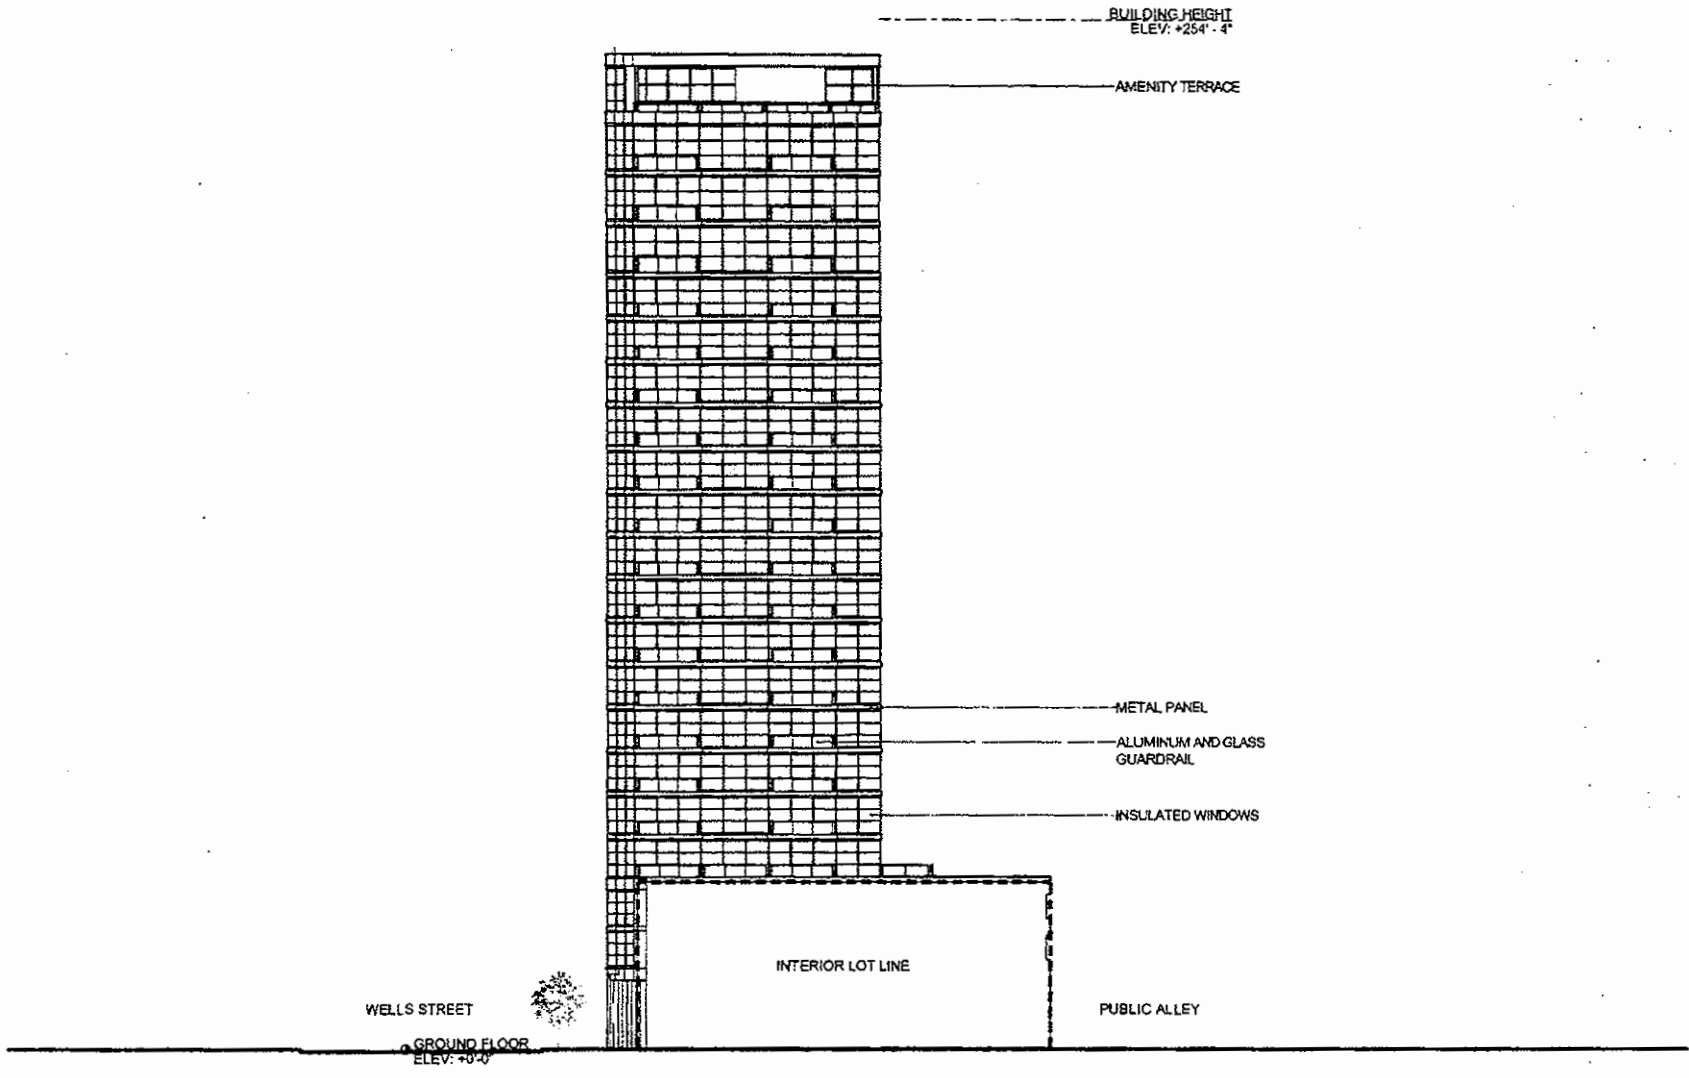 BUILDING HEIGHT
ELEV: +254' - 4"
AMENITY TERRACE
METAL PANEL
ALUMINUM AND GLASS
GUARDRAIL
INSULATED WINDOWS
INTERIOR LOT LINE
WELLS STREET
PUBLIC ALLEY
GROUND FLOOR
ELEV: +0'-0"